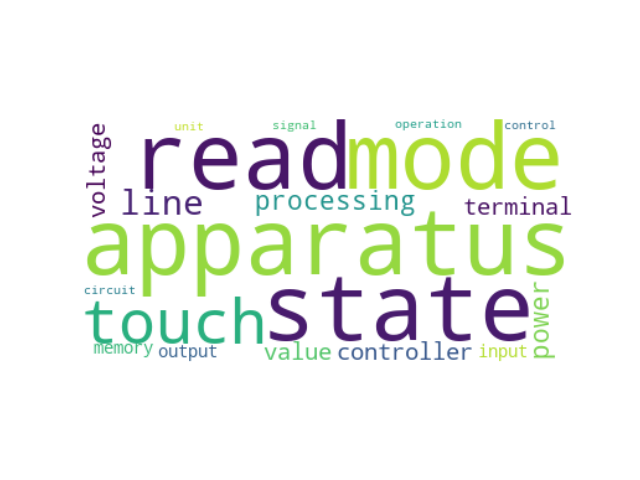 unit signal operation control
voltage read mode
line processing terminal
apparatus
circuit touch state power
memory output value controller input